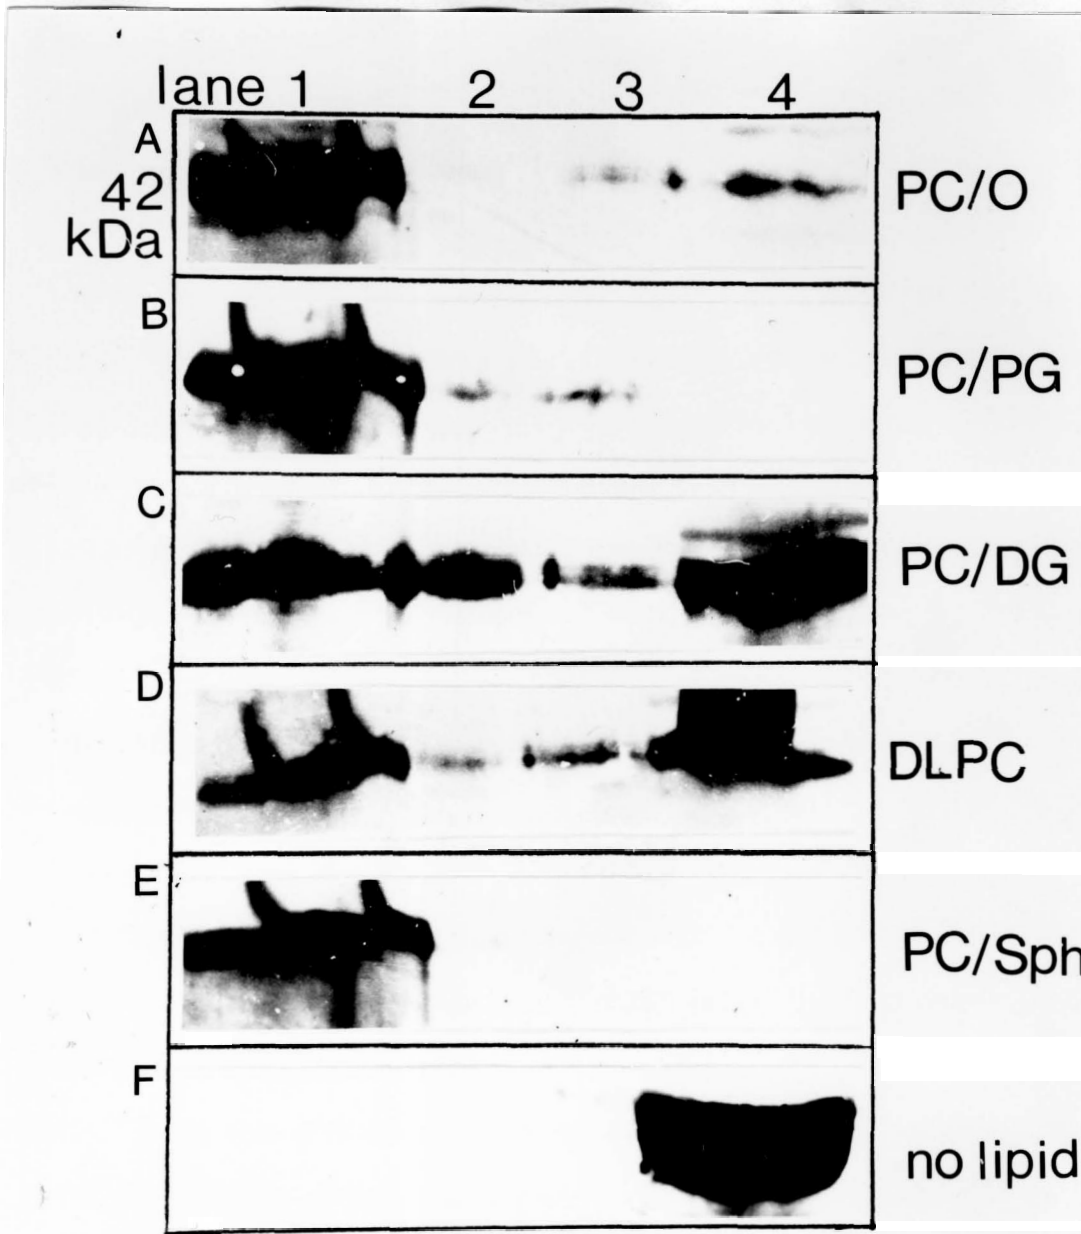 lane 1 2 3 4
A
42
kDa
PC/O
B
PC/PG
C
PC/DG
D
DLPC
E
PC/Sph
F
no lipid